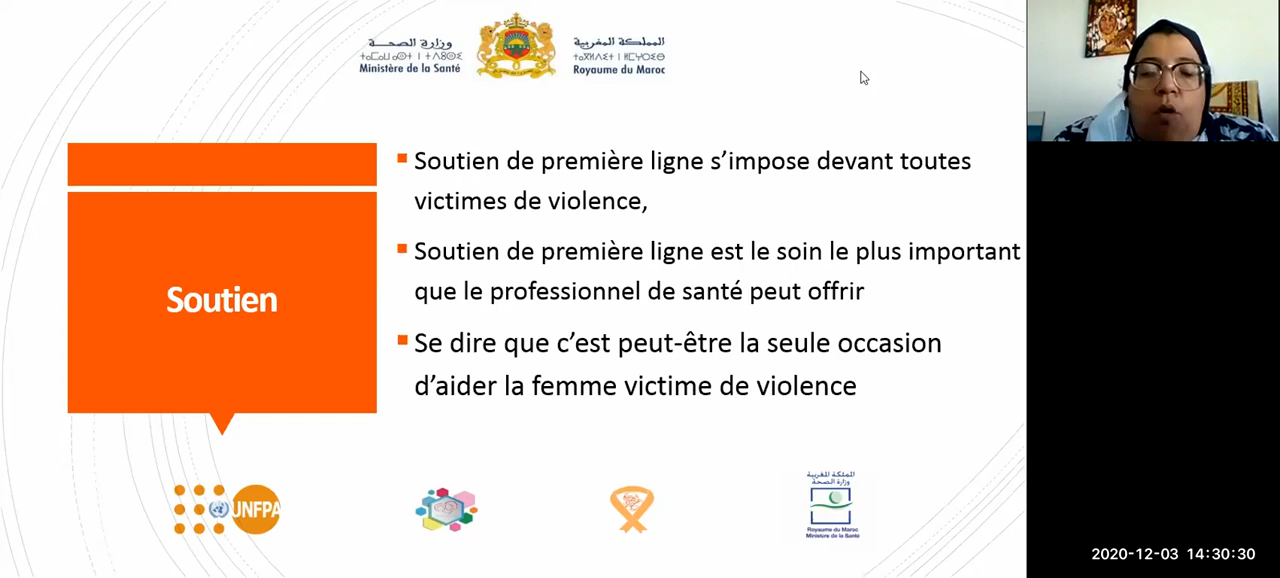 وزارة الصحة
ⵜⴰⵎⴰⵡⴰⵙⵜ ⵏ ⵜⴷⵓⵙⵉ
Ministère de la Santé
المملكة المغربية
ⵜⴰⴳⵍⴷⵉⵜ ⵏ ⵍⵎⵖⵔⵉⴱ
Royaume du Maroc
Soutien de première ligne s’impose devant toutes
victimes de violence,
Soutien de première ligne est le soin le plus important
que le professionnel de santé peut offrir
Se dire que c’est peut-être la seule occasion
d’aider la femme victime de violence
Soutien
UNFPA
المملكة المغربية
وزارة الصحة
Royaume du Maroc
Ministère de la Santé
2020-12-03 14:30:30